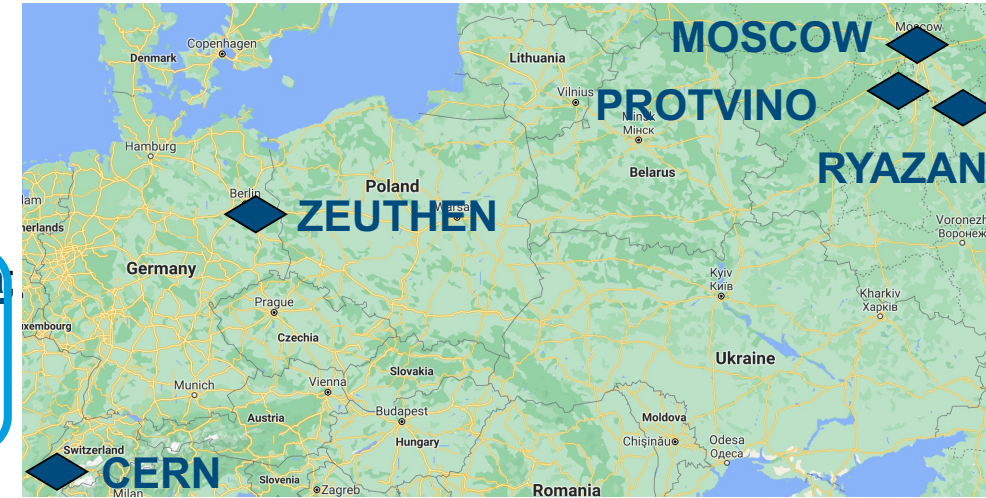 MOSCOW
Moscow
Copenhagen
Denmark
Lithuania
Vilnius
PROTVINO
Minsk
Мінск
Hamburg
RYAZAN
Belarus
Berlin
Poland
ZEUTHEN
Voronezh
Воронеж
Germany
Kyiv
Київ
Prague
Kharkiv
Харків
Czechia
Ukraine
Slovakia
Munich
Vienna
Austria
Budapest
Moldova
Hungary
Chișinău
Odesa
Одеса
Switzerland
CERN
Slovenia
Zagreb
Milan
Romania